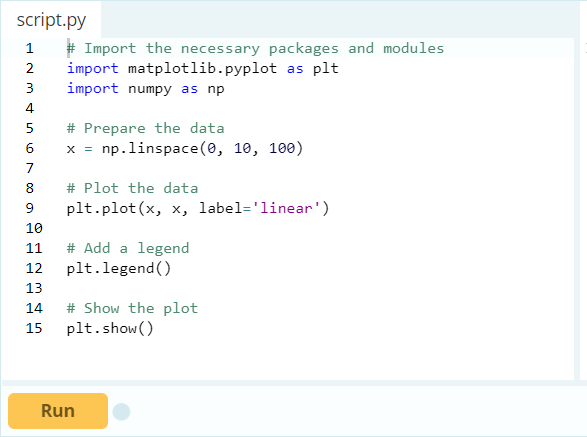 script.py
1 # Import the necessary packages and modules
2 import matplotlib.pyplot as plt
3 import numpy as np
4
5 # Prepare the data
6 x = np.linspace(0, 10, 100)
7
8 # Plot the data
9 plt.plot(x, x, label='linear')
10
11 # Add a legend
12 plt.legend()
13
14 # Show the plot
15 plt.show()
Run